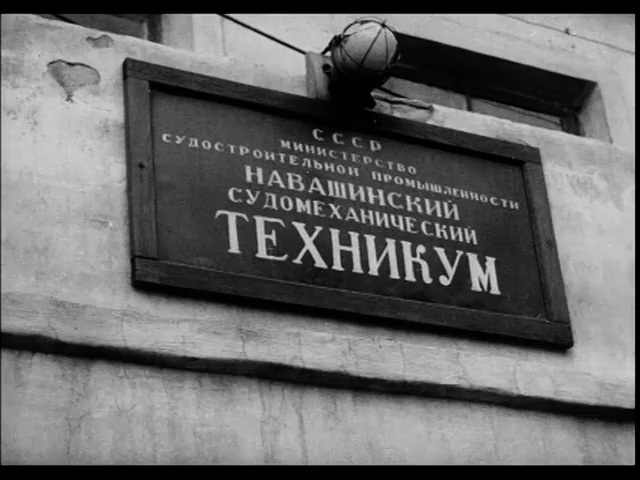 СССР
МИНИСТЕРСТВО
СУДОСТРОИТЕЛЬНОЙ ПРОМЫШЛЕННОСТИ
НАВАШИНСКИЙ
СУДОМЕХАНИЧЕСКИЙ
ТЕХНИКУМ